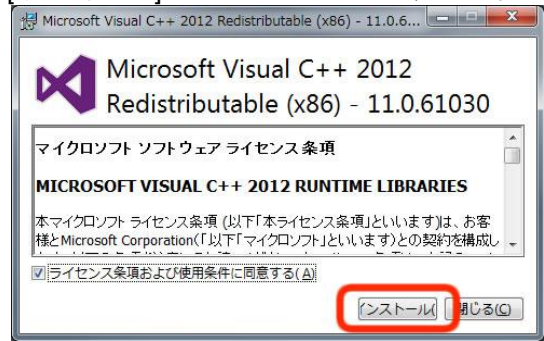 Microsoft Visual C++ 2012 Redistributable (x86) - 11.0.6...
Microsoft Visual C++ 2012
Redistributable (x86) - 11.0.61030
マイクロソフト ソフトウェア ライセンス条項
MICROSOFT VISUAL C++ 2012 RUNTIME LIBRARIES
本マイクロソフト ライセンス条項 (以下「本ライセンス条項」といいます)は、お客
様とMicrosoft Corporation(「以下「マイクロソフト」といいます)との契約を構成し
ライセンス条項および使用条件に同意する(A)
インストール( 閉じる(C)